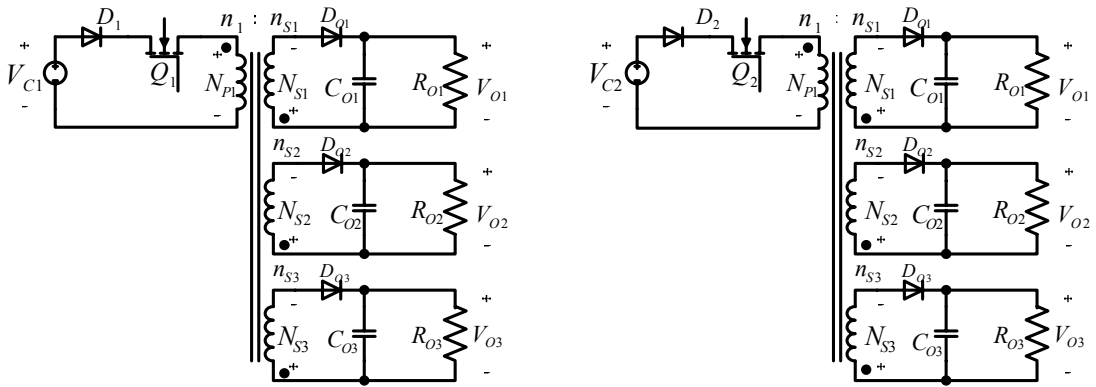 D1 n1 : nS1 DO1
+ VC1 - Q1 + NP1 - - NS1 + CO1 RO1 + VO1 -
nS2 DO2
- NS2 + CO2 RO2 + VO2 -
nS3 DO3
- NS3 + CO3 RO3 + VO3 -
D2 n1 : nS1 DO1
+ VC2 - Q2 + NP1 - - NS1 + CO1 RO1 + VO1 -
nS2 DO2
- NS2 + CO2 RO2 + VO2 -
nS3 DO3
- NS3 + CO3 RO3 + VO3 -